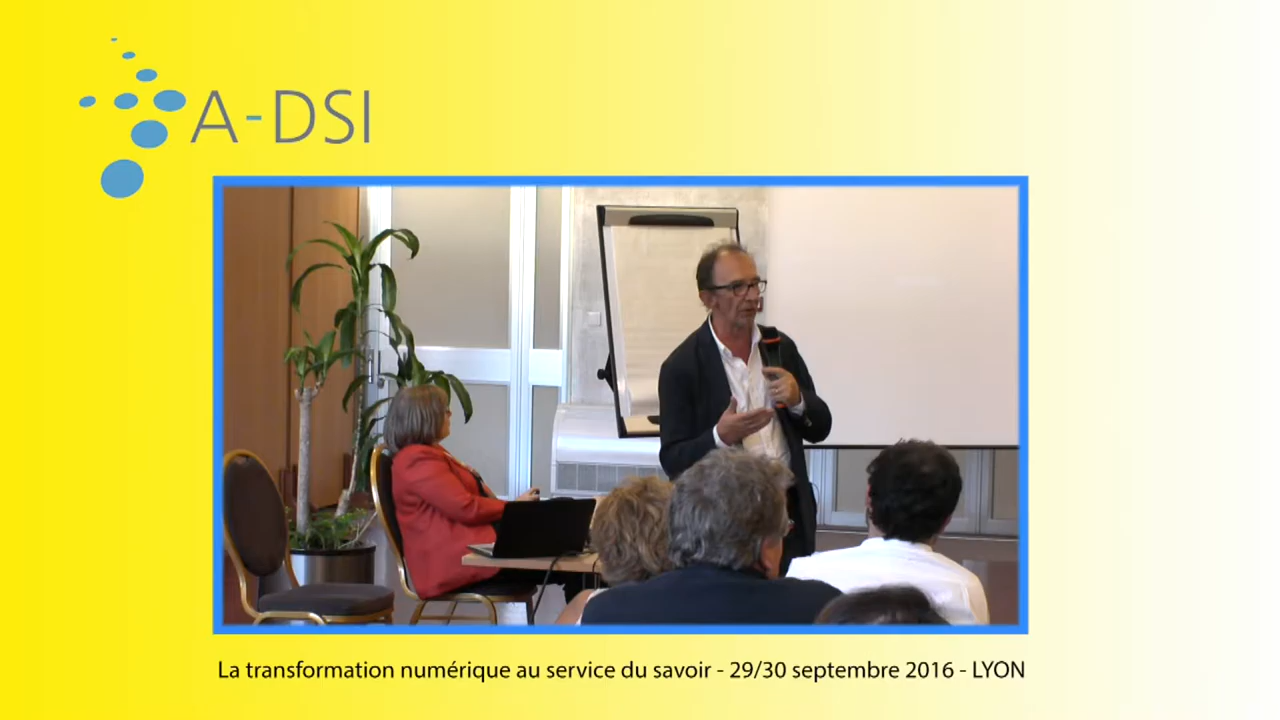 A-DSI
La transformation numérique au service du savoir - 29/30 septembre 2016 - LYON